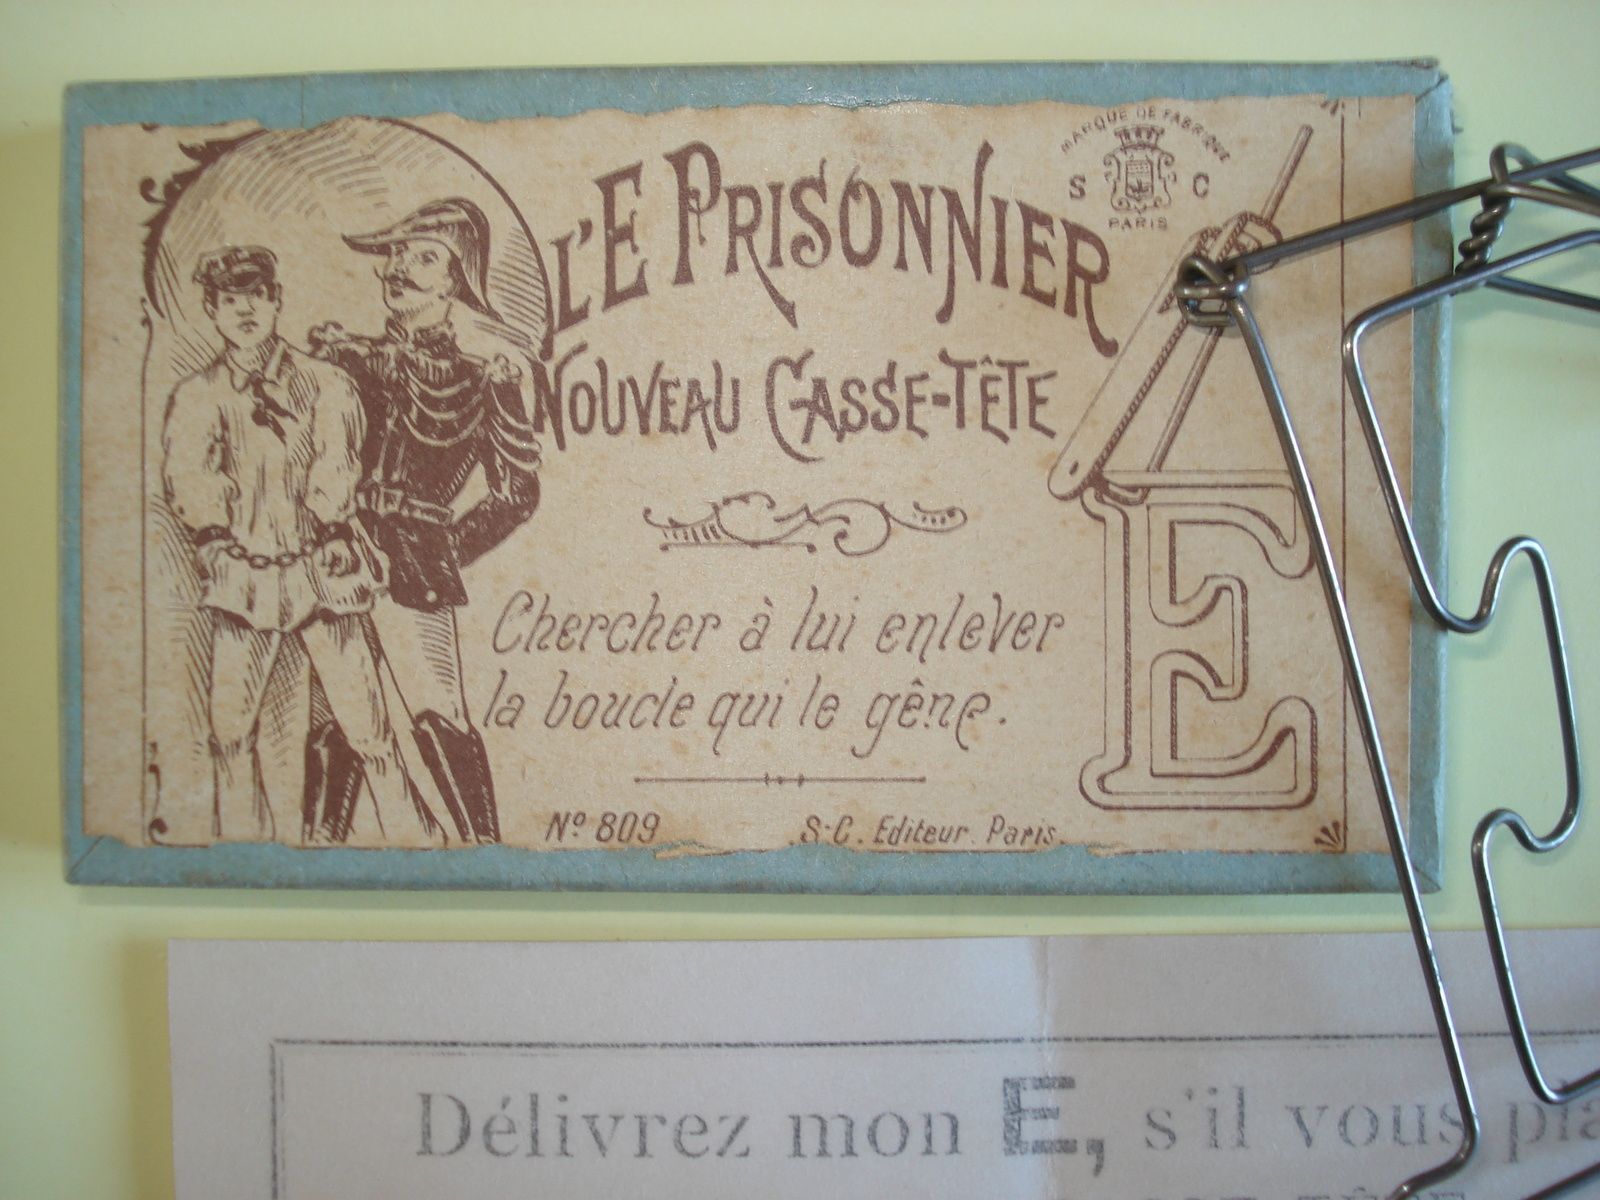 MARQUE DE FABRIQUE
S C
PARIS
L'E PRISONNIER
NOUVEAU CASSE-TÊTE
Chercher à lui enlever
la boucle qui le gêne.
Nº 809
S-C. Editeur. Paris.
E
Délivrez mon E, s'il vous